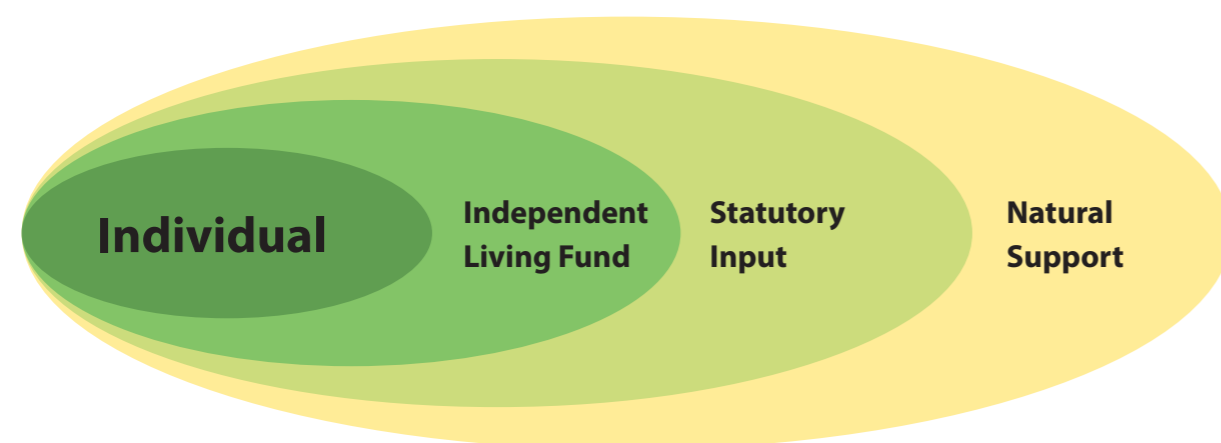 Individual
Independent
Living Fund
Statutory
Input
Natural
Support